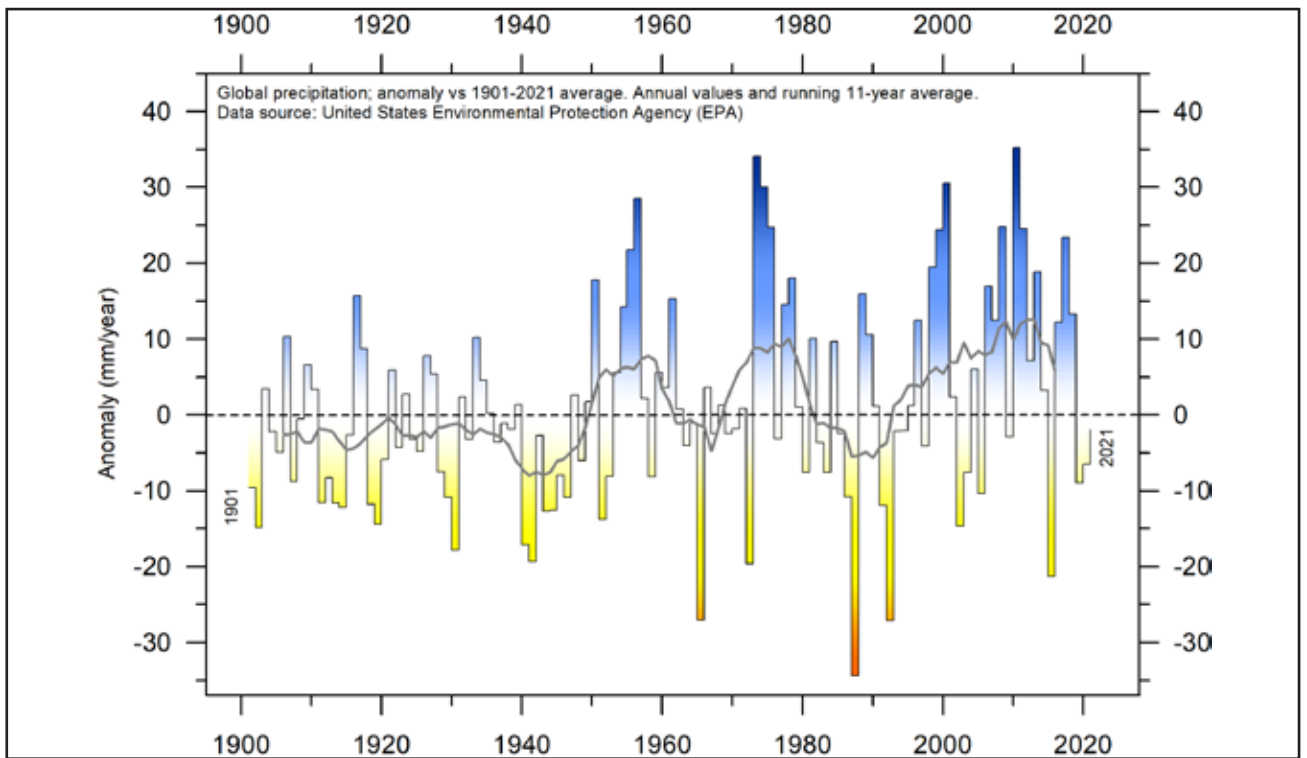 1900 1920 1940 1960 1980 2000 2020
Global precipitation; anomaly vs 1901-2021 average. Annual values and running 11-year average.
Data source: United States Environmental Protection Agency (EPA)
40 40
30 30
20 20
10 10
0 0
-10 -10
-20 -20
-30 -30
Anomaly (mm/year)
1901
2021
1900 1920 1940 1960 1980 2000 2020